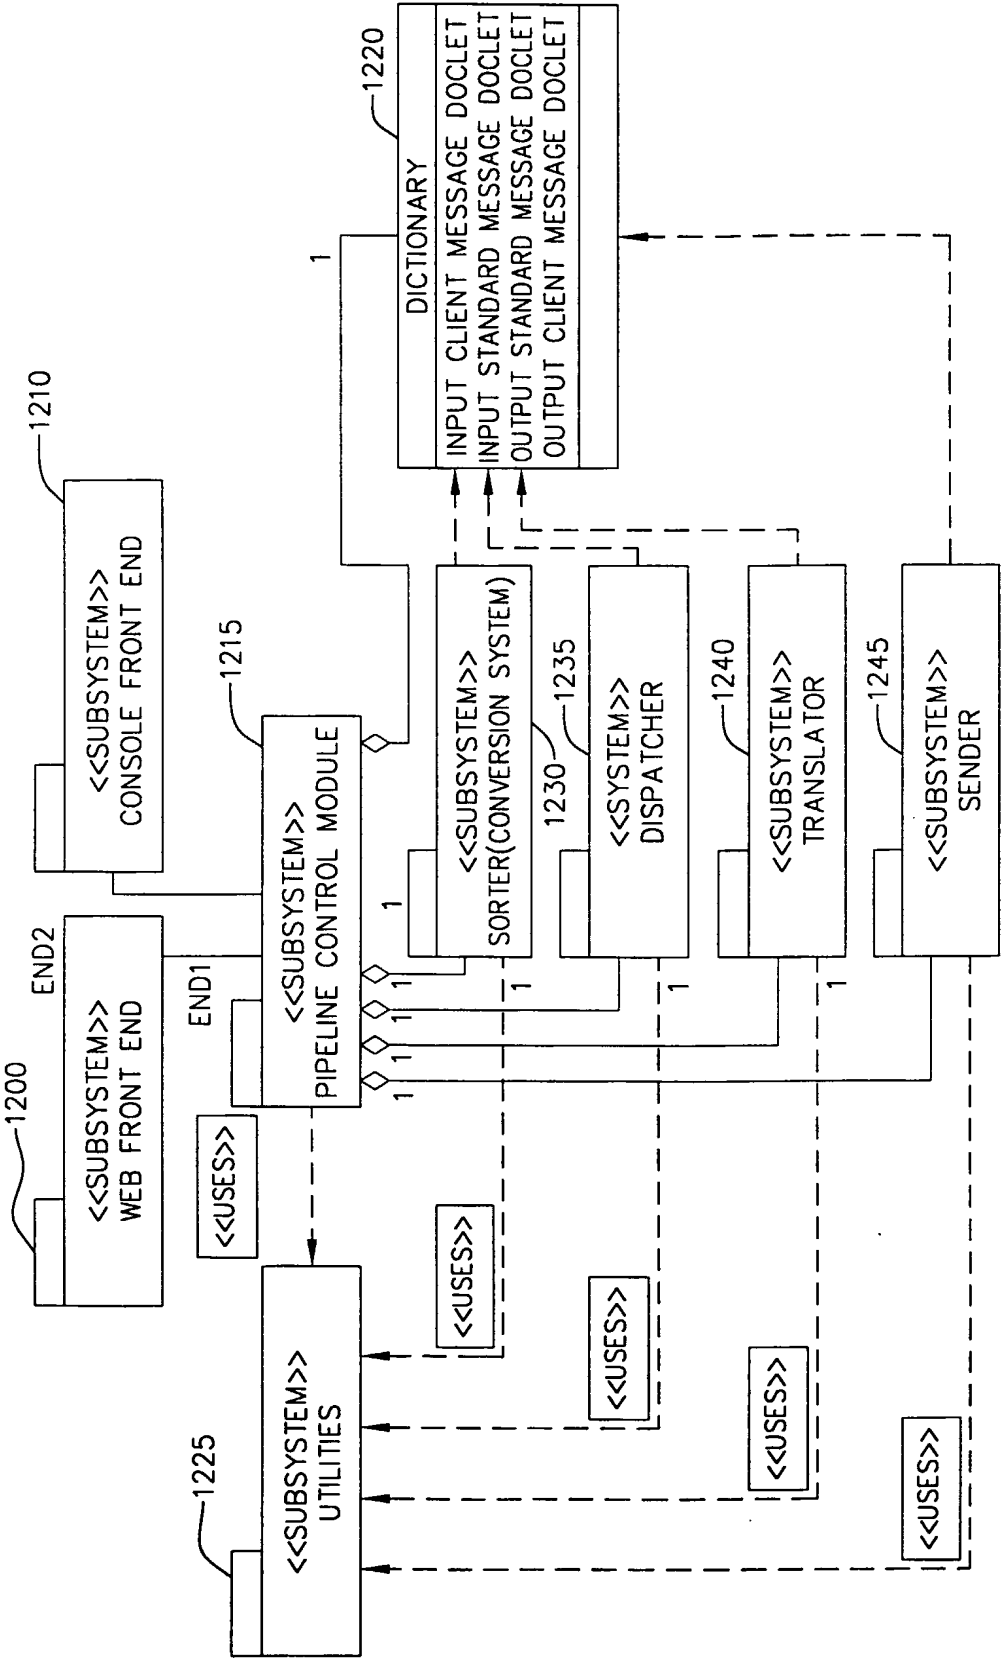 1200
<<SUBSYSTEM>>
WEB FRONT END
END2
END1
1210
<<SUBSYSTEM>>
CONSOLE FRONT END
1225
<<SUBSYSTEM>>
UTILITIES
<<USES>>
1215
<<SUBSYSTEM>>
PIPELINE CONTROL MODULE
1
1220
DICTIONARY
INPUT CLIENT MESSAGE DOCLET
INPUT STANDARD MESSAGE DOCLET
OUTPUT STANDARD MESSAGE DOCLET
OUTPUT CLIENT MESSAGE DOCLET
1
1
1
1
1
<<USES>>
<<SUBSYSTEM>>
SORTER(CONVERSION SYSTEM)
1230
1
<<USES>>
1235
<<SYSTEM>>
DISPATCHER
1
<<USES>>
1240
<<SUBSYSTEM>>
TRANSLATOR
1
<<USES>>
1245
<<SUBSYSTEM>>
SENDER